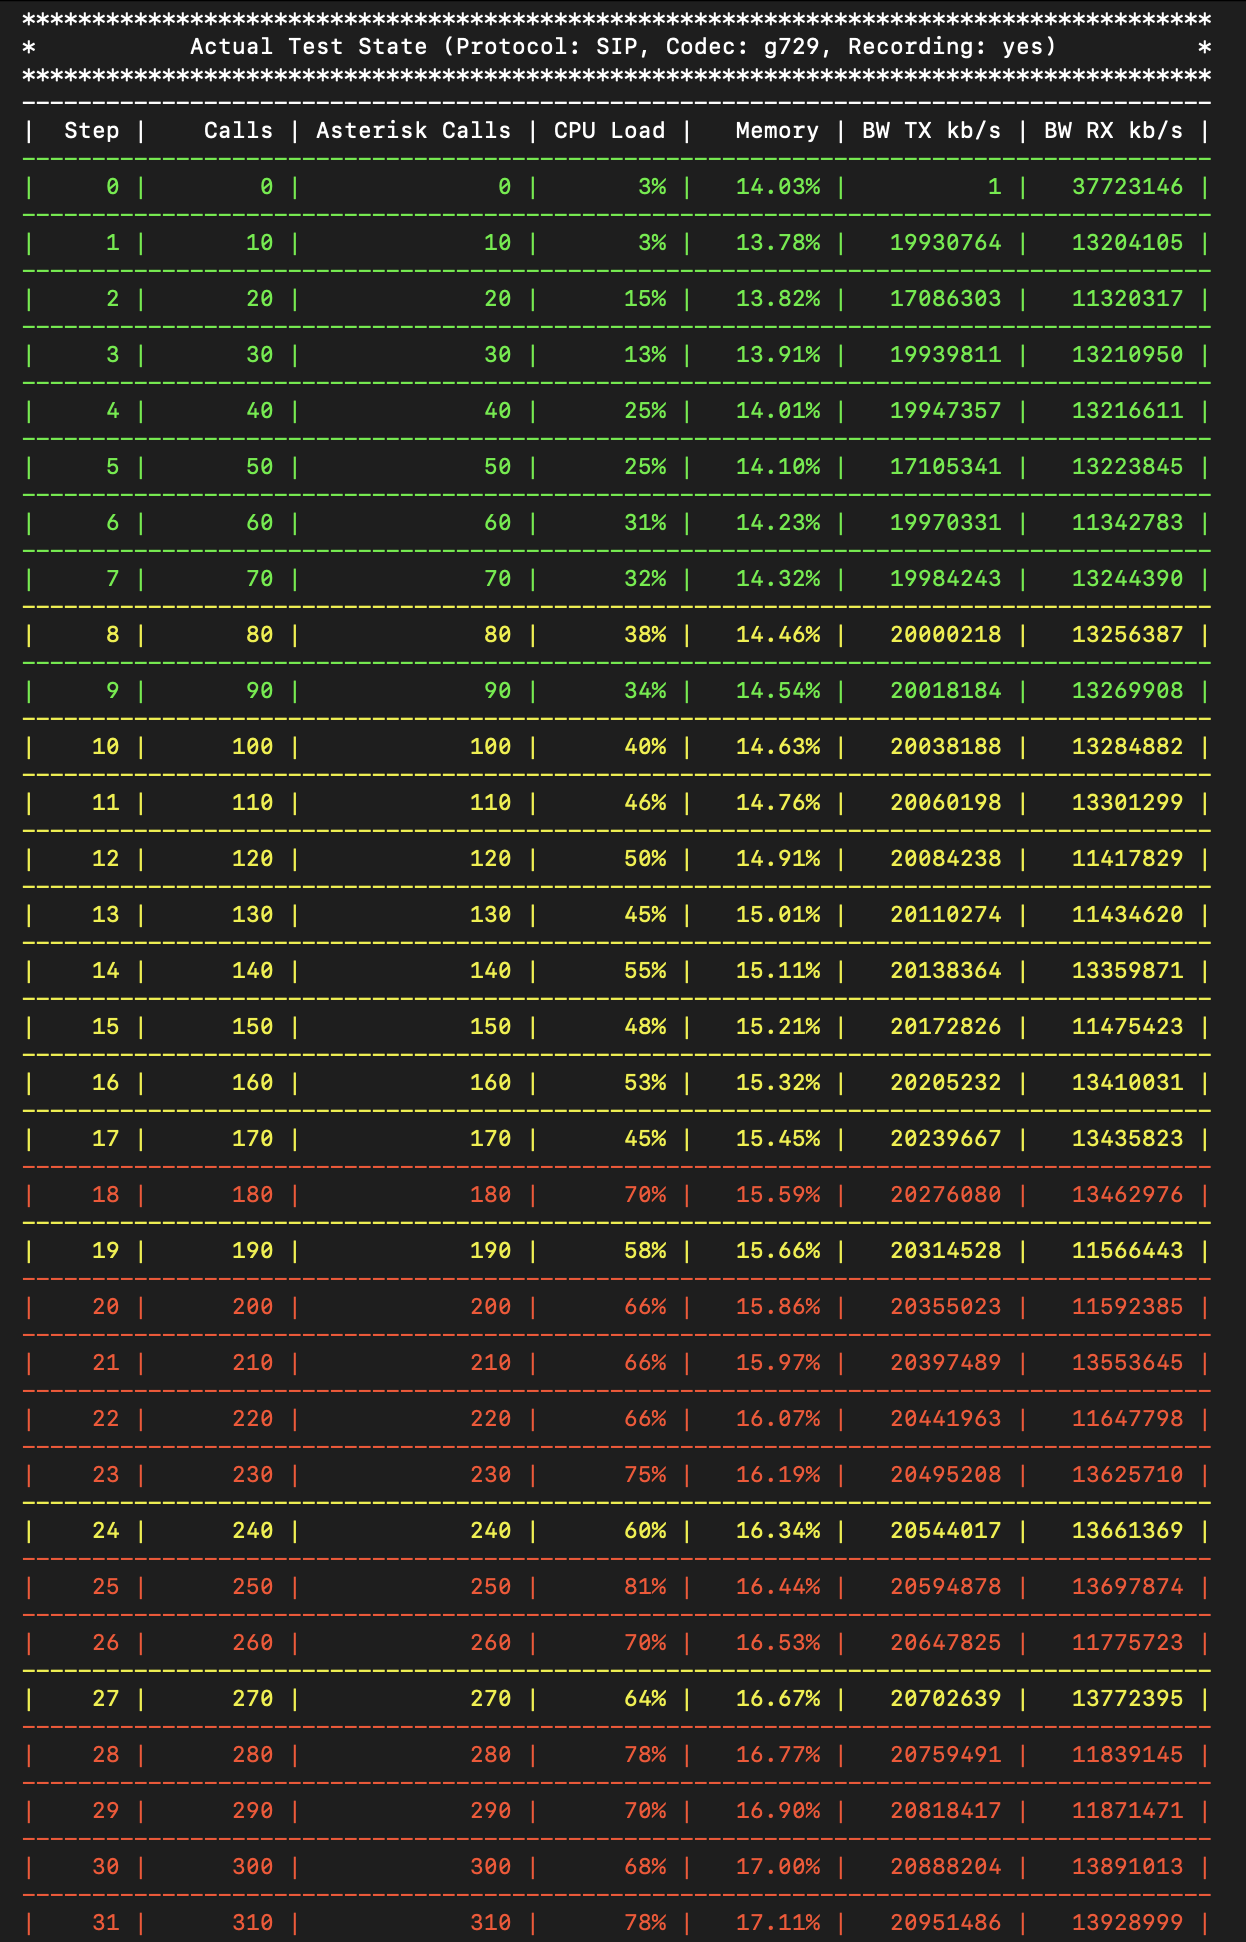 *************************************************************************************
*           Actual Test State (Protocol: SIP, Codec: g729, Recording: yes)          *
*************************************************************************************
-------------------------------------------------------------------------------------
|  Step |    Calls | Asterisk Calls | CPU Load |   Memory | BW TX kb/s | BW RX kb/s |
-------------------------------------------------------------------------------------
|     0 |        0 |              0 |       3% |   14.03% |          1 |   37723146 |
-------------------------------------------------------------------------------------
|     1 |       10 |             10 |       3% |   13.78% |   19930764 |   13204105 |
-------------------------------------------------------------------------------------
|     2 |       20 |             20 |      15% |   13.82% |   17086303 |   11320317 |
-------------------------------------------------------------------------------------
|     3 |       30 |             30 |      13% |   13.91% |   19939811 |   13210950 |
-------------------------------------------------------------------------------------
|     4 |       40 |             40 |      25% |   14.01% |   19947357 |   13216611 |
-------------------------------------------------------------------------------------
|     5 |       50 |             50 |      25% |   14.10% |   17105341 |   13223845 |
-------------------------------------------------------------------------------------
|     6 |       60 |             60 |      31% |   14.23% |   19970331 |   11342783 |
-------------------------------------------------------------------------------------
|     7 |       70 |             70 |      32% |   14.32% |   19984243 |   13244390 |
-------------------------------------------------------------------------------------
|     8 |       80 |             80 |      38% |   14.46% |   20000218 |   13256387 |
-------------------------------------------------------------------------------------
|     9 |       90 |             90 |      34% |   14.54% |   20018184 |   13269908 |
-------------------------------------------------------------------------------------
|    10 |      100 |            100 |      40% |   14.63% |   20038188 |   13284882 |
-------------------------------------------------------------------------------------
|    11 |      110 |            110 |      46% |   14.76% |   20060198 |   13301299 |
-------------------------------------------------------------------------------------
|    12 |      120 |            120 |      50% |   14.91% |   20084238 |   11417829 |
-------------------------------------------------------------------------------------
|    13 |      130 |            130 |      45% |   15.01% |   20110274 |   11434620 |
-------------------------------------------------------------------------------------
|    14 |      140 |            140 |      55% |   15.11% |   20138364 |   13359871 |
-------------------------------------------------------------------------------------
|    15 |      150 |            150 |      48% |   15.21% |   20172826 |   11475423 |
-------------------------------------------------------------------------------------
|    16 |      160 |            160 |      53% |   15.32% |   20205232 |   13410031 |
-------------------------------------------------------------------------------------
|    17 |      170 |            170 |      45% |   15.45% |   20239667 |   13435823 |
-------------------------------------------------------------------------------------
|    18 |      180 |            180 |      70% |   15.59% |   20276080 |   13462976 |
-------------------------------------------------------------------------------------
|    19 |      190 |            190 |      58% |   15.66% |   20314528 |   11566443 |
-------------------------------------------------------------------------------------
|    20 |      200 |            200 |      66% |   15.86% |   20355023 |   11592385 |
-------------------------------------------------------------------------------------
|    21 |      210 |            210 |      66% |   15.97% |   20397489 |   13553645 |
-------------------------------------------------------------------------------------
|    22 |      220 |            220 |      66% |   16.07% |   20441963 |   11647798 |
-------------------------------------------------------------------------------------
|    23 |      230 |            230 |      75% |   16.19% |   20495208 |   13625710 |
-------------------------------------------------------------------------------------
|    24 |      240 |            240 |      60% |   16.34% |   20544017 |   13661369 |
-------------------------------------------------------------------------------------
|    25 |      250 |            250 |      81% |   16.44% |   20594878 |   13697874 |
-------------------------------------------------------------------------------------
|    26 |      260 |            260 |      70% |   16.53% |   20647825 |   11775723 |
-------------------------------------------------------------------------------------
|    27 |      270 |            270 |      64% |   16.67% |   20702639 |   13772395 |
-------------------------------------------------------------------------------------
|    28 |      280 |            280 |      78% |   16.77% |   20759491 |   11839145 |
-------------------------------------------------------------------------------------
|    29 |      290 |            290 |      70% |   16.90% |   20818417 |   11871471 |
-------------------------------------------------------------------------------------
|    30 |      300 |            300 |      68% |   17.00% |   20888204 |   13891013 |
-------------------------------------------------------------------------------------
|    31 |      310 |            310 |      78% |   17.11% |   20951486 |   13928999 |